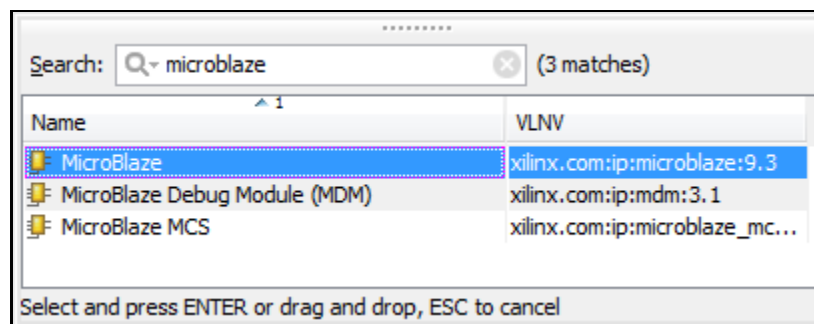 Search: microblaze (3 matches)
1
Name VLNV
MicroBlaze xilinx.com:ip:microblaze:9.3
MicroBlaze Debug Module (MDM) xilinx.com:ip:mdm:3.1
MicroBlaze MCS xilinx.com:ip:microblaze_mc...
Select and press ENTER or drag and drop, ESC to cancel